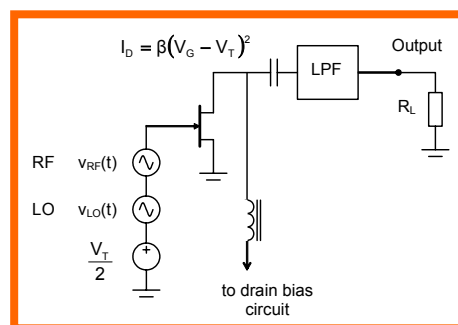 I_D = β(V_G – V_T)²
Output
LPF
R_L
RF v_RF(t)
LO v_LO(t)
V_T
2
+
to drain bias
circuit